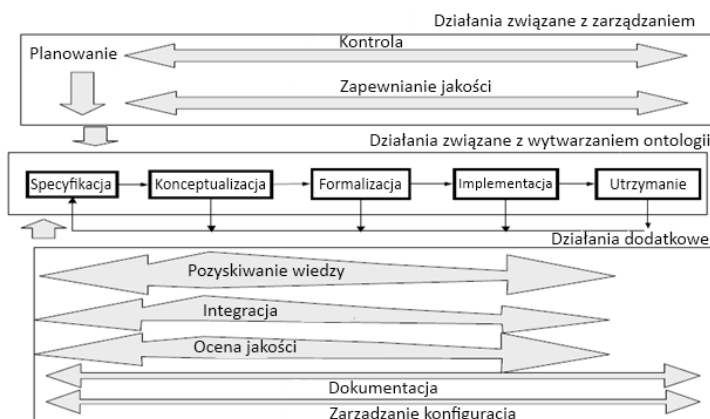 Działania związane z zarządzaniem
Kontrola
Planowanie
Zapewnianie jakości
Działania związane z wytwarzaniem ontologii
Specyfikacja
Konceptualizacja
Formalizacja
Implementacja
Utrzymanie
Działania dodatkowe
Pozyskiwanie wiedzy
Integracja
Ocena jakości
Dokumentacja
Zarządzanie konfiguracją